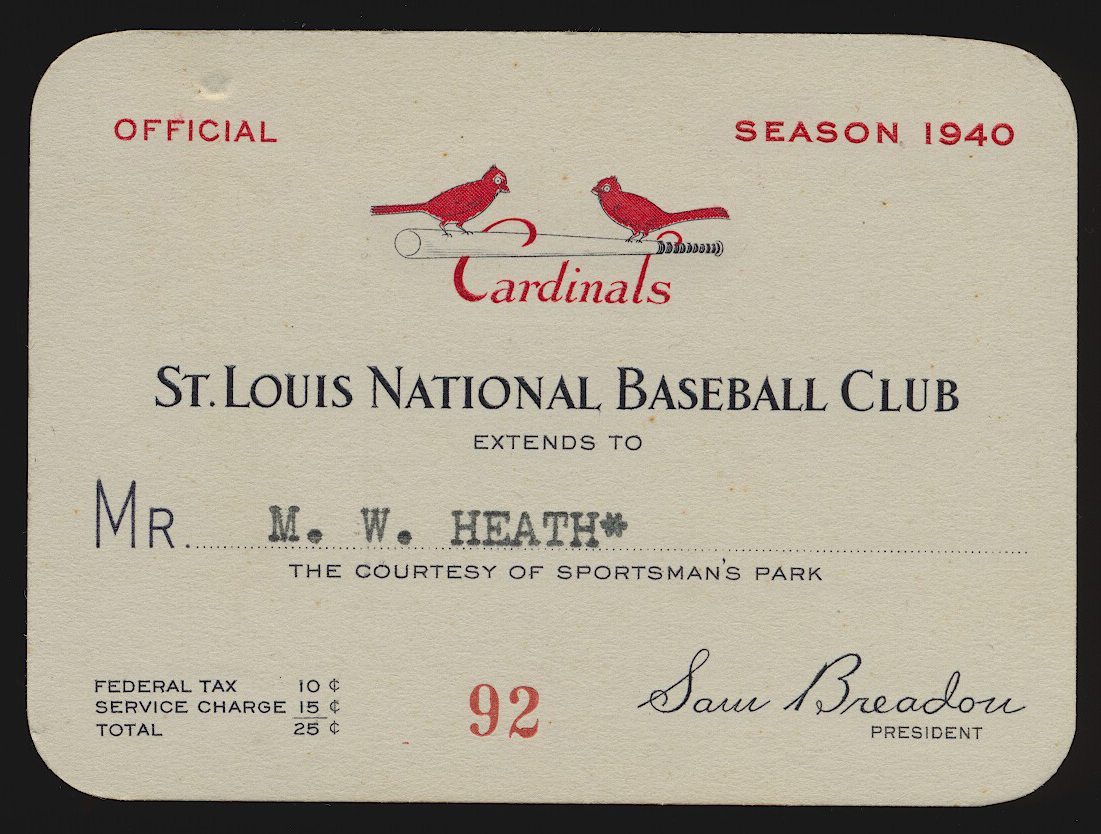 OFFICIAL
SEASON 1940
Cardinals
ST. LOUIS NATIONAL BASEBALL CLUB
EXTENDS TO
MR. M. W. HEATH*
THE COURTESY OF SPORTSMAN'S PARK
FEDERAL TAX 10 ¢
SERVICE CHARGE 15 ¢
TOTAL 25 ¢
92
Sam Breadon
PRESIDENT